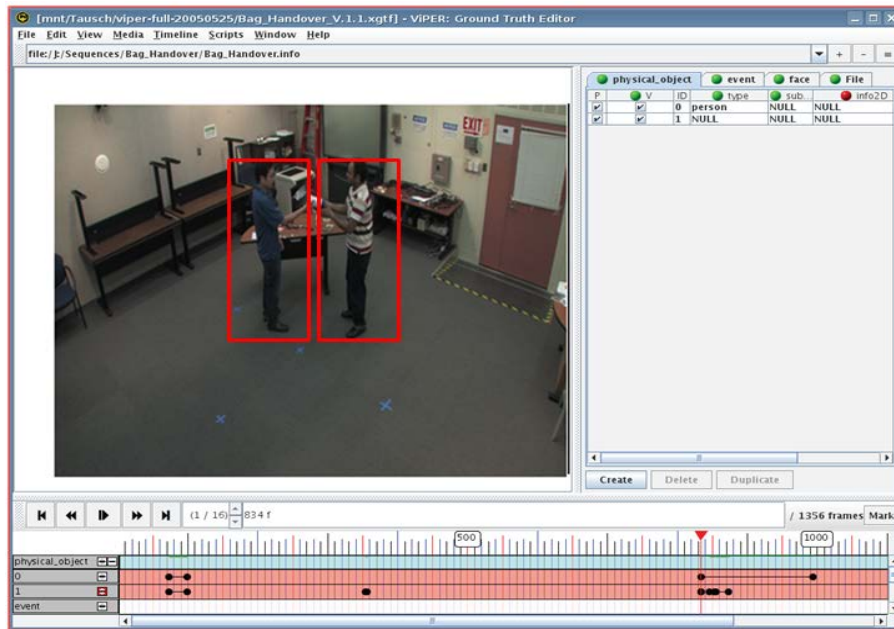 [mnt/Tausch/viper-full-20050525/Bag_Handover_V.1.1.xgtf] - ViPER: Ground Truth Editor
File Edit View Media Timeline Scripts Window Help
file:/J:/Sequences/Bag_Handover/Bag_Handover.info
physical_object event face File
P V ID type sub... info2D
0 person NULL NULL
1 NULL NULL NULL
EXIT
Create Delete Duplicate
(1 / 16) 834 f / 1356 frames Mark
500 1000
physical_object
0
1
event